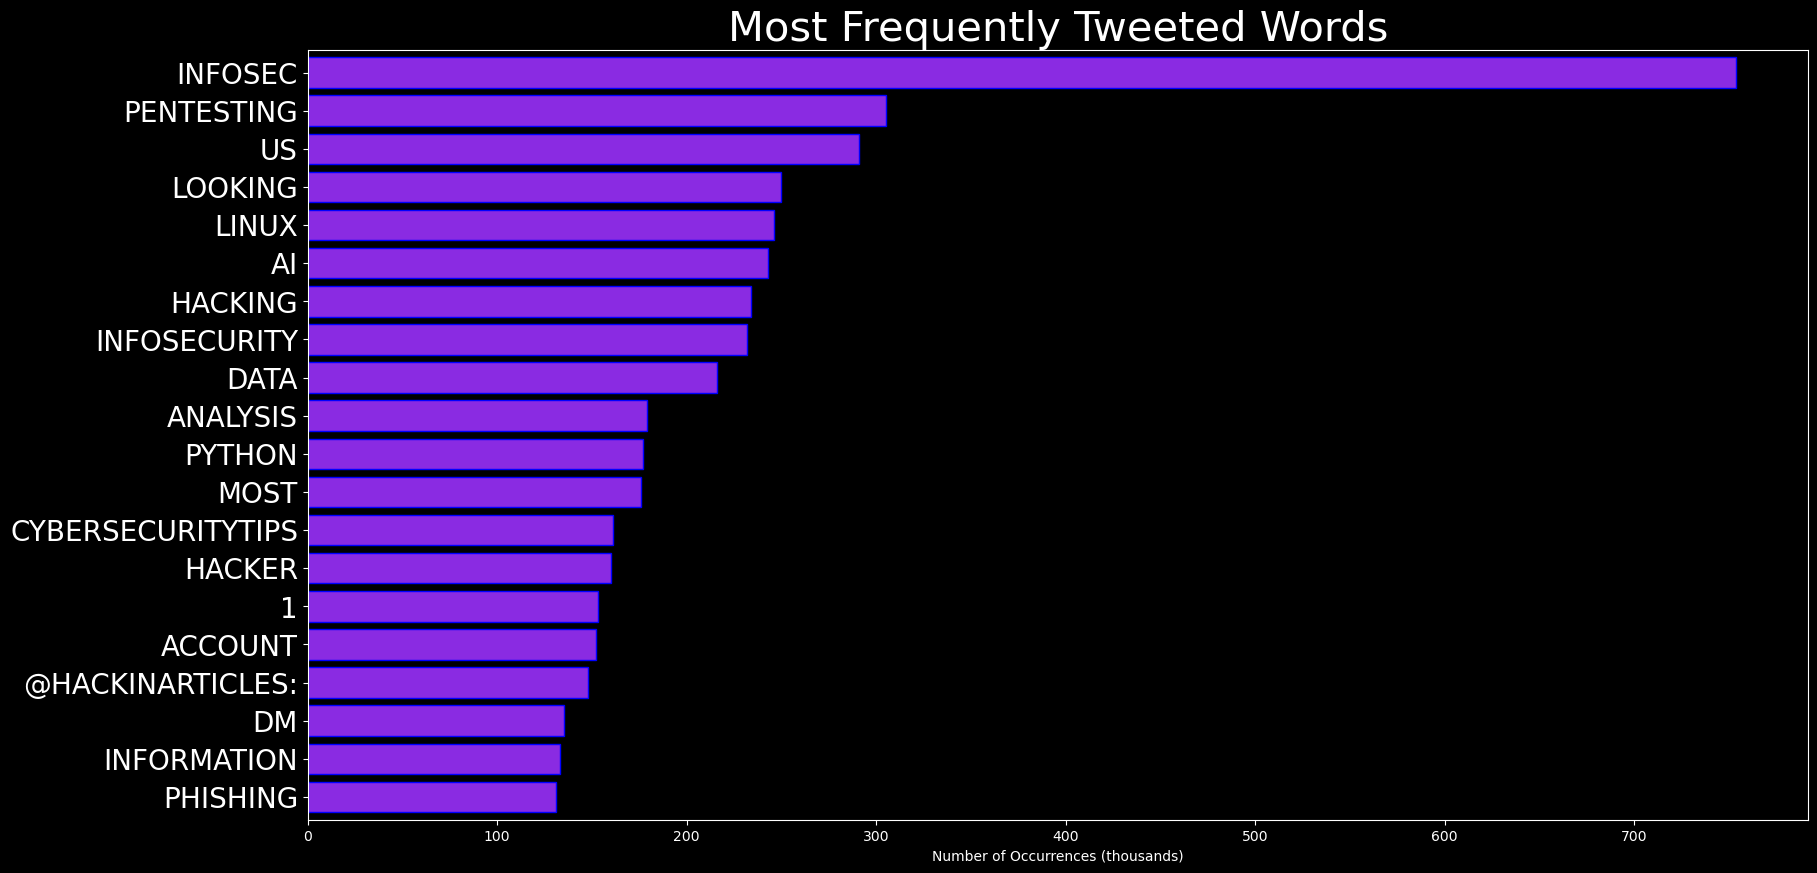 Most Frequently Tweeted Words
INFOSEC
PENTESTING
US
LOOKING
LINUX
AI
HACKING
INFOSECURITY
DATA
ANALYSIS
PYTHON
MOST
CYBERSECURITYTIPS
HACKER
1
ACCOUNT
@HACKINARTICLES:
DM
INFORMATION
PHISHING
0 100 200 300 400 500 600 700
Number of Occurrences (thousands)